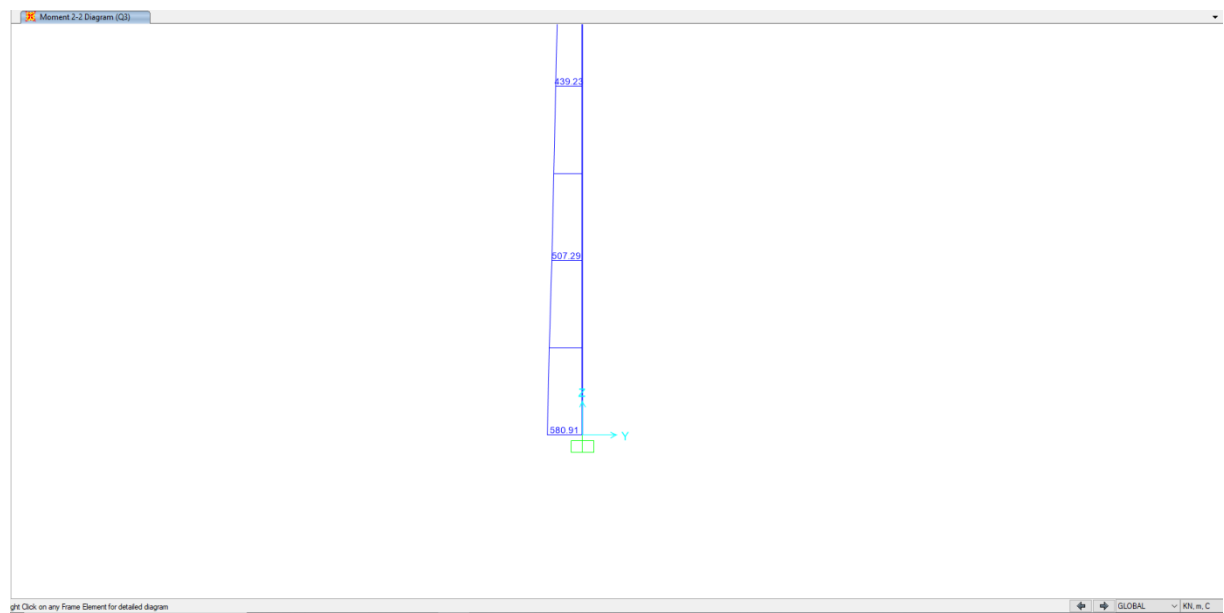 Moment 2-2 Diagram (Q3)
439.23
507.29
580.91
Z
Y
ght Click on any Frame Element for detailed diagram
GLOBAL
KN, m, C